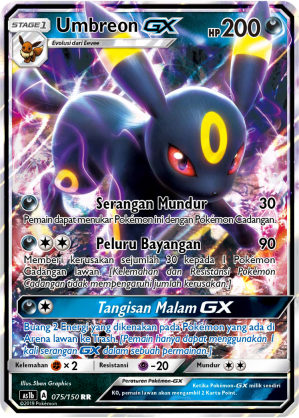 STAGE 1 Umbreon GX HP 200
Evolusi dari Eevee
Serangan Mundur 30
Pemain dapat menukar Pokémon ini dengan Pokémon Cadangan.
Peluru Bayangan 90
Memberi kerusakan sejumlah 30 kepada 1 Pokémon
Cadangan lawan. [Kelemahan dan Resistansi Pokémon
Cadangan tidak mempengaruhi jumlah kerusakan.]
Tangisan Malam GX
Buang 2 Energi yang dikenakan pada Pokémon yang ada di
Arena lawan ke Trash. [Pemain hanya dapat menggunakan
1 kali serangan GX dalam sebuah permainan.]
Kelemahan ×2 Resistansi -20 Mundur
Illus. 5ban Graphics
Peraturan Pokémon-GX
as1b A 075/150 RR
Ketika Pokémon-GX milik sendiri
KO, pemain lawan akan mengambil 2 Kartu Point.
©2019 Pokémon